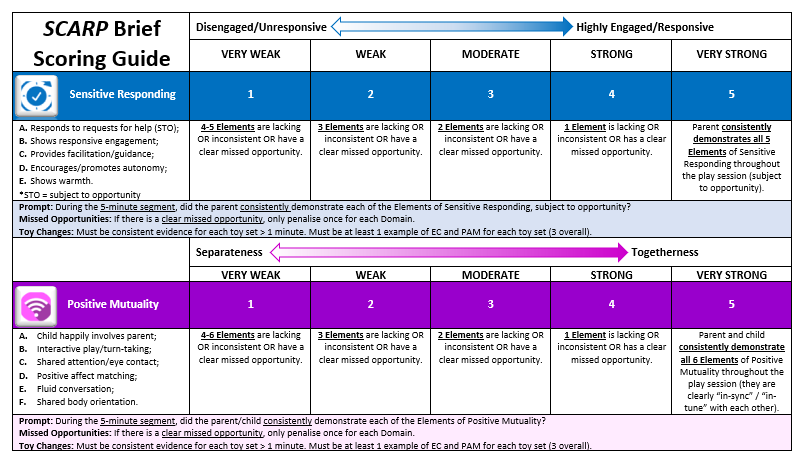 SCARP Brief
Scoring Guide
Disengaged/Unresponsive
Highly Engaged/Responsive
VERY WEAK
WEAK
MODERATE
STRONG
VERY STRONG
Sensitive Responding
1
2
3
4
5
A. Responds to requests for help (STO);
B. Shows responsive engagement;
C. Provides facilitation/guidance;
D. Encourages/promotes autonomy;
E. Shows warmth.
*STO = subject to opportunity
4-5 Elements are lacking
OR inconsistent OR have a
clear missed opportunity.
3 Elements are lacking OR
inconsistent OR have a
clear missed opportunity.
2 Elements are lacking OR
inconsistent OR have a
clear missed opportunity.
1 Element is lacking OR
inconsistent OR has a clear
missed opportunity.
Parent consistently
demonstrates all 5
Elements of Sensitive
Responding throughout
the play session (subject
to opportunity).
Prompt: During the 5-minute segment, did the parent consistently demonstrate each of the Elements of Sensitive Responding, subject to opportunity?
Missed Opportunities: If there is a clear missed opportunity, only penalise once for each Domain.
Toy Changes: Must be consistent evidence for each toy set > 1 minute. Must be at least 1 example of EC and PAM for each toy set (3 overall).
Separateness
Togetherness
VERY WEAK
WEAK
MODERATE
STRONG
VERY STRONG
Positive Mutuality
1
2
3
4
5
A. Child happily involves parent;
B. Interactive play/turn-taking;
C. Shared attention/eye contact;
D. Positive affect matching;
E. Fluid conversation;
F. Shared body orientation.
4-6 Elements are lacking
OR inconsistent OR have a
clear missed opportunity.
3 Elements are lacking OR
inconsistent OR have a
clear missed opportunity.
2 Elements are lacking OR
inconsistent OR have a
clear missed opportunity.
1 Element is lacking OR
inconsistent OR has a clear
missed opportunity.
Parent and child
consistently demonstrate
all 6 Elements of Positive
Mutuality throughout the
play session (they are
clearly “in-sync” / “in-
tune” with each other).
Prompt: During the 5-minute segment, did the parent/child consistently demonstrate each of the Elements of Positive Mutuality?
Missed Opportunities: If there is a clear missed opportunity, only penalise once for each Domain.
Toy Changes: Must be consistent evidence for each toy set > 1 minute. Must be at least 1 example of EC and PAM for each toy set (3 overall).